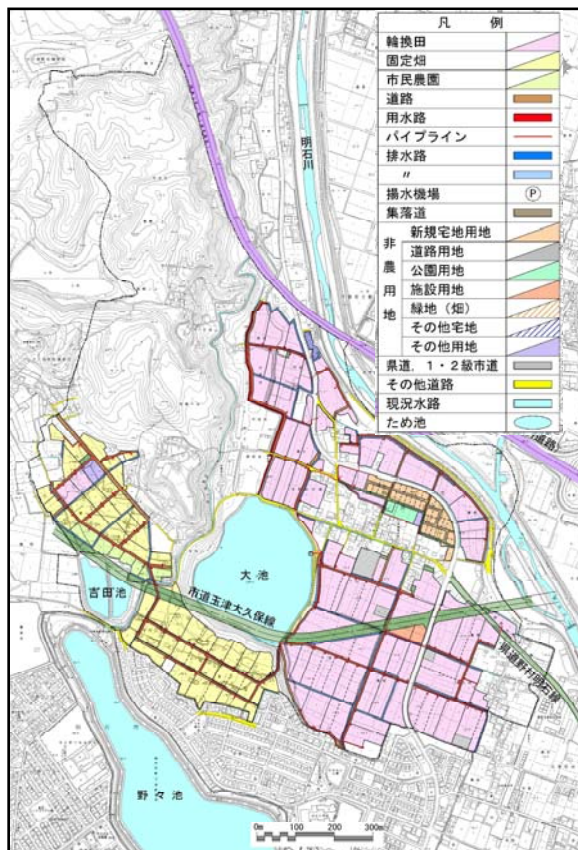 凡　例
輪換田
固定畑
市民農園
道路
用水路
パイプライン
排水路
〃
揚水機場 P
集落道
非農用地
新規宅地用地
道路用地
公園用地
施設用地
緑地（畑）
その他宅地
その他用地
県道．1・2級市道
その他道路
現況水路
ため池
明石川
道路
大池
吉田池
市道玉津大久保線
県道野村明石線
野々池
0m 100 200 300m